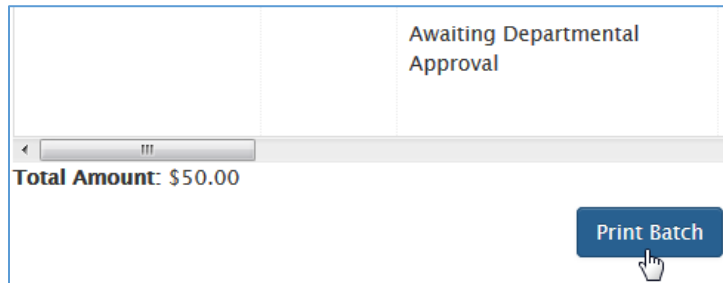 Awaiting Departmental
Approval
Total Amount: $50.00
Print Batch